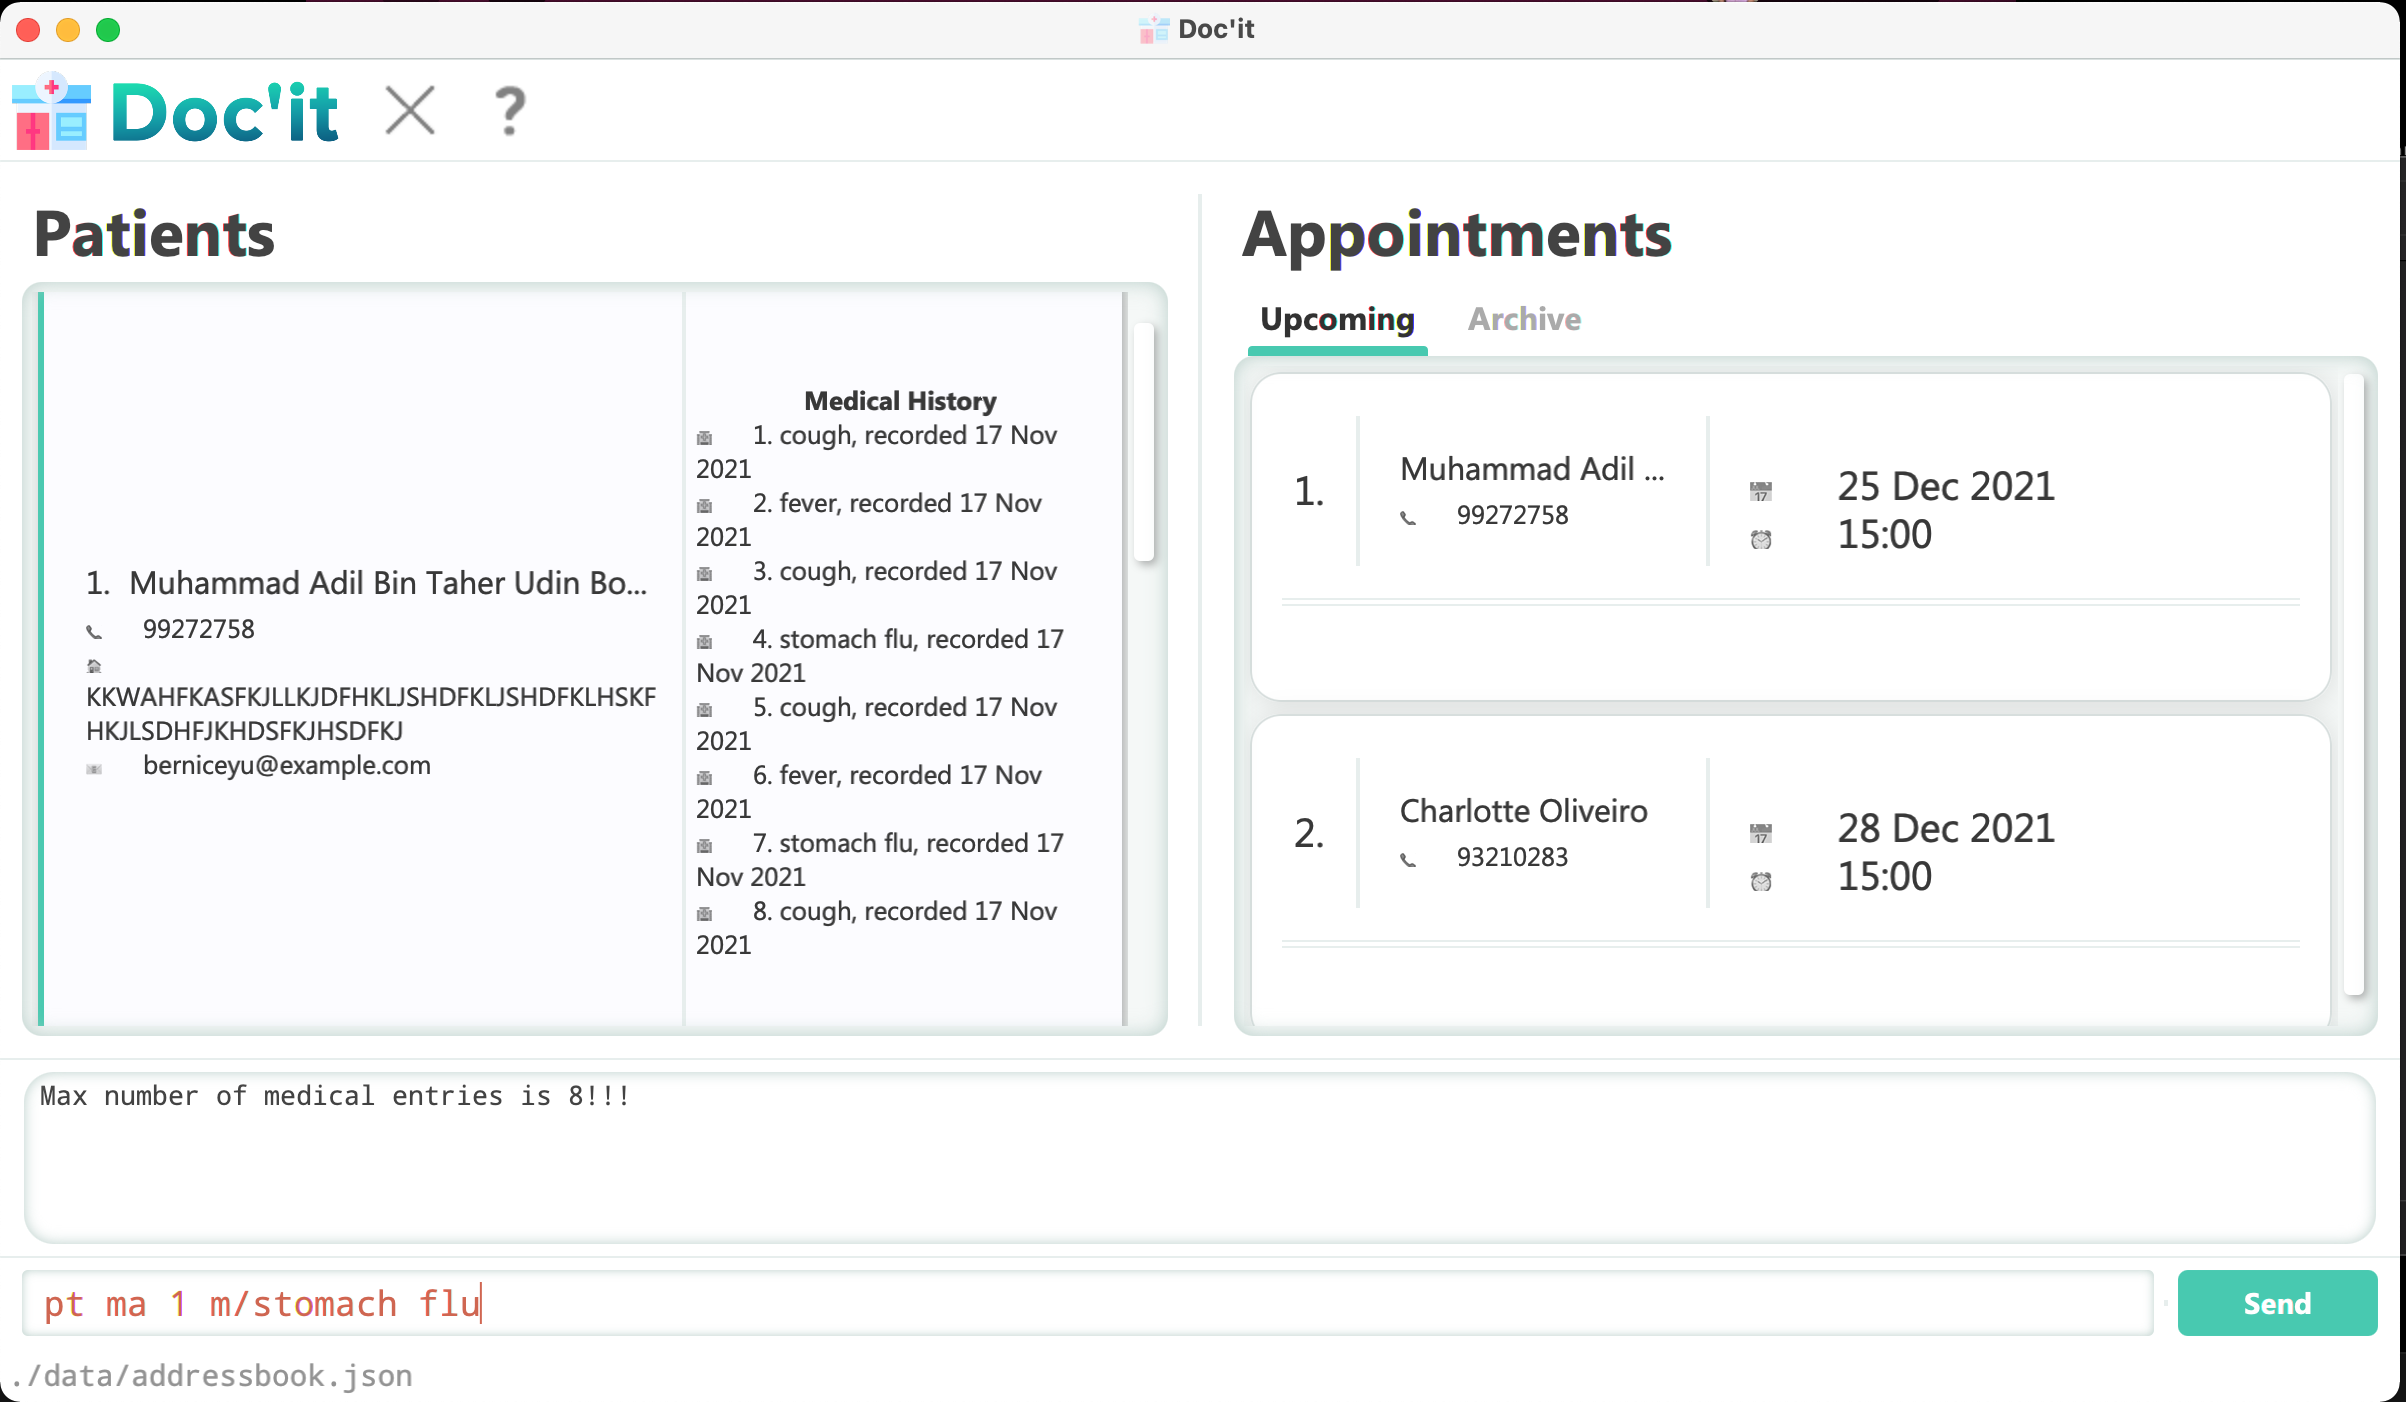 Doc'it
Doc'it
?
Patients
1. Muhammad Adil Bin Taher Udin Bo...
99272758
KKWAHFKASFKJLLKJDFHKLJSHDFKLJSHDFKLHSKF
HKJLSDHFJKHDSFKJHSDFKJ
berniceyu@example.com
Medical History
1. cough, recorded 17 Nov
2021
2. fever, recorded 17 Nov
2021
3. cough, recorded 17 Nov
2021
4. stomach flu, recorded 17
Nov 2021
5. cough, recorded 17 Nov
2021
6. fever, recorded 17 Nov
2021
7. stomach flu, recorded 17
Nov 2021
8. cough, recorded 17 Nov
2021
Appointments
Upcoming Archive
1.
Muhammad Adil ...
99272758
17 25 Dec 2021
15:00
2.
Charlotte Oliveiro
93210283
17 28 Dec 2021
15:00
Max number of medical entries is 8!!!
pt ma 1 m/stomach flu
Send
./data/addressbook.json